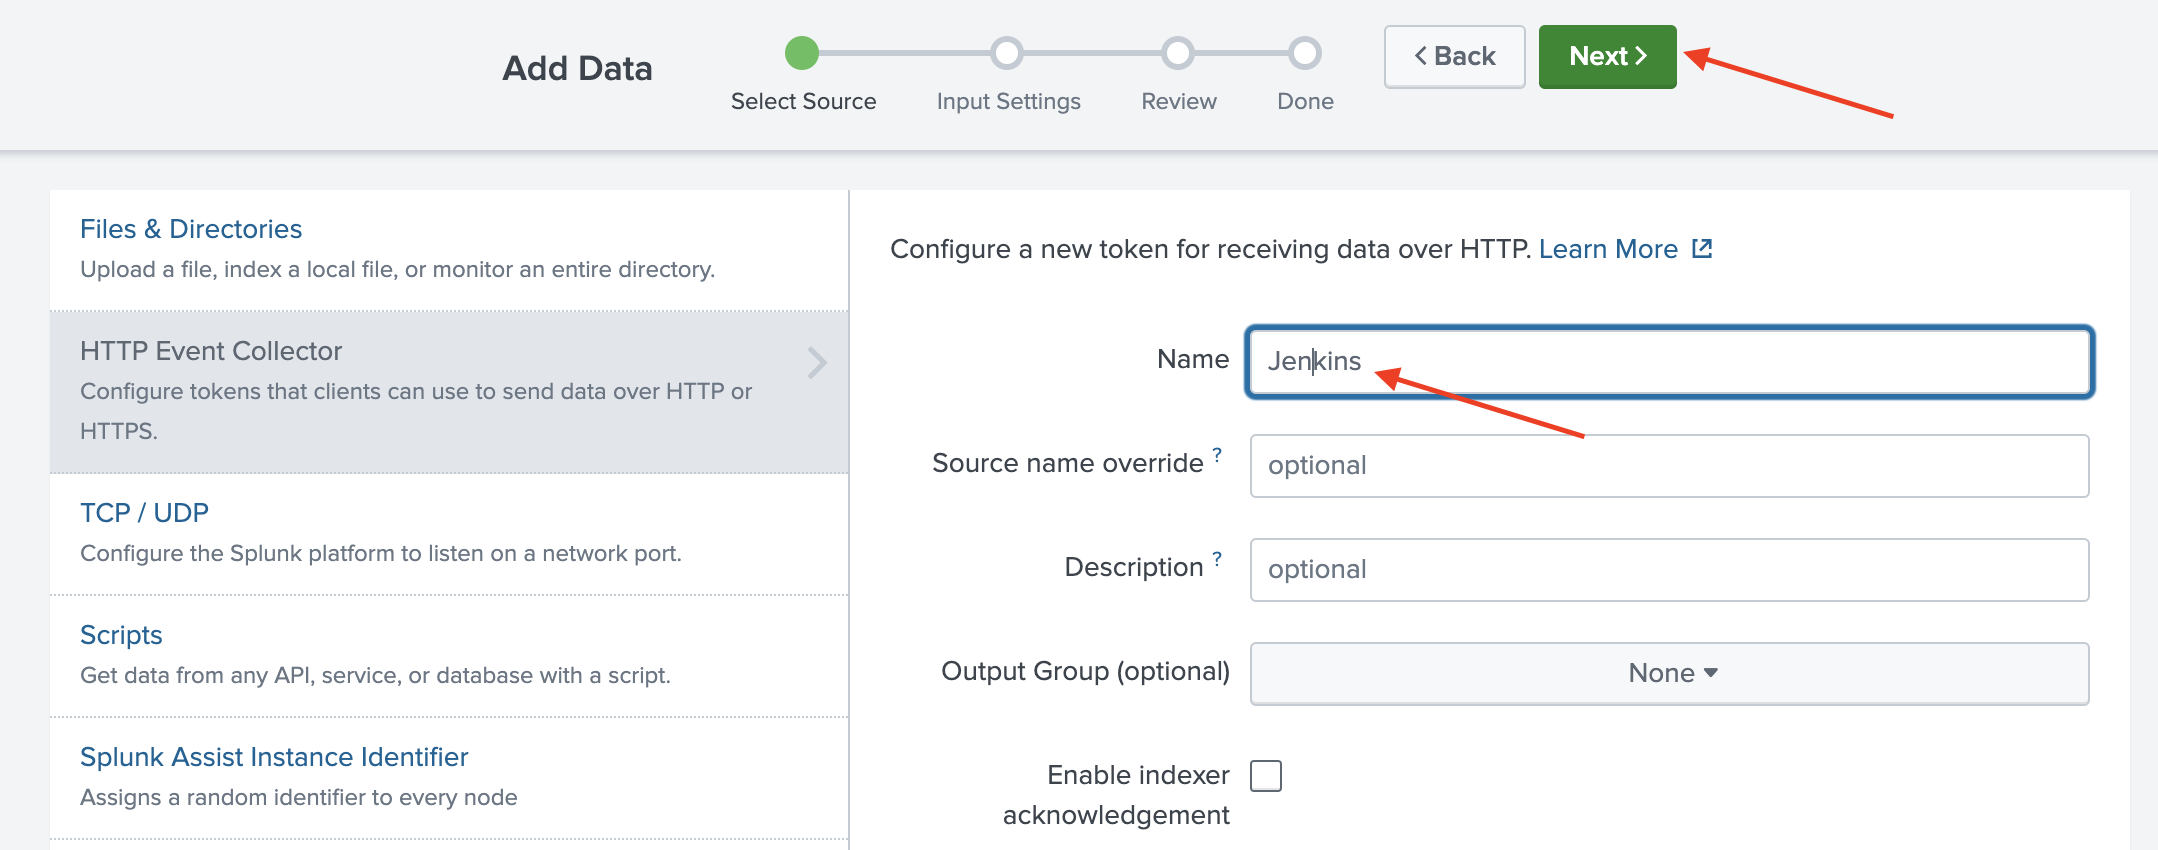 Add Data
Select Source
Input Settings
Review
Done
Back
Next
Files & Directories
Upload a file, index a local file, or monitor an entire directory.
HTTP Event Collector
Configure tokens that clients can use to send data over HTTP or
HTTPS.
TCP / UDP
Configure the Splunk platform to listen on a network port.
Scripts
Get data from any API, service, or database with a script.
Splunk Assist Instance Identifier
Assigns a random identifier to every node
Configure a new token for receiving data over HTTP. Learn More
Name
Jenkins
Source name override ?
optional
Description ?
optional
Output Group (optional)
None
Enable indexer
acknowledgement